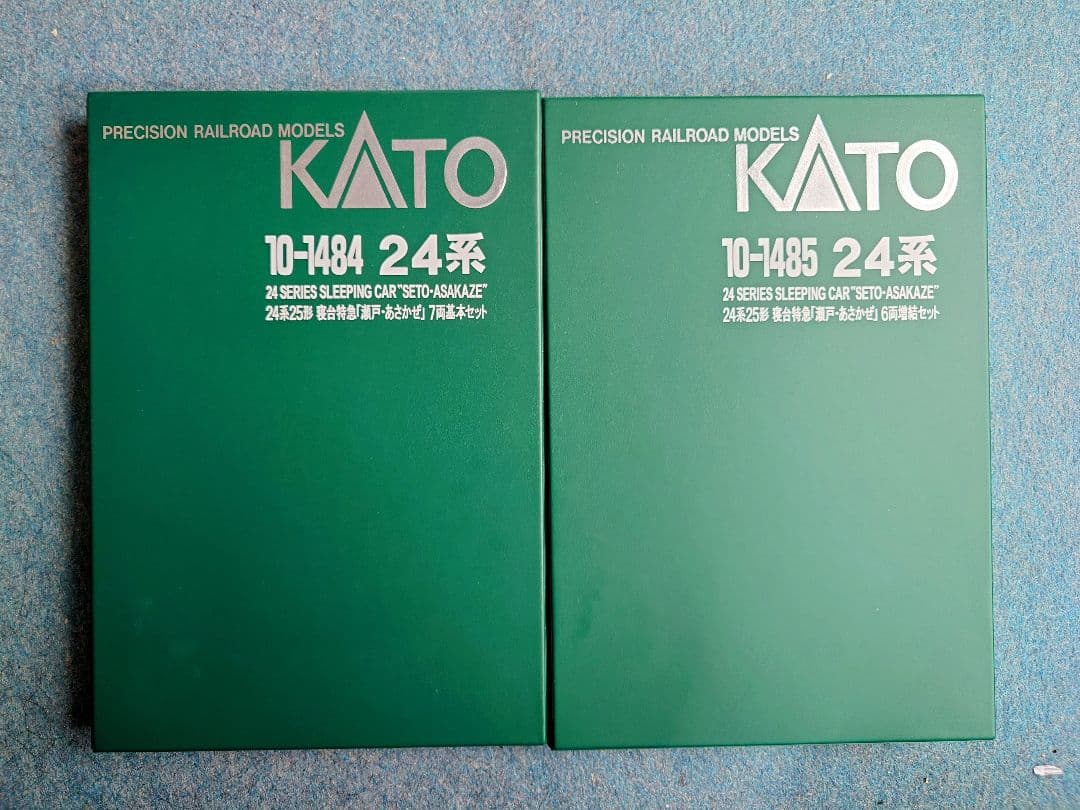 PRECISION RAILROAD MODELS
KATO
10-1484 24系
24 SERIES SLEEPING CAR "SETO・ASAKAZE"
24系25形 寝台特急「瀬戸・あさかぜ」7両基本セット
PRECISION RAILROAD MODELS
KATO
10-1485 24系
24 SERIES SLEEPING CAR "SETO・ASAKAZE"
24系25形 寝台特急「瀬戸・あさかぜ」6両増結セット